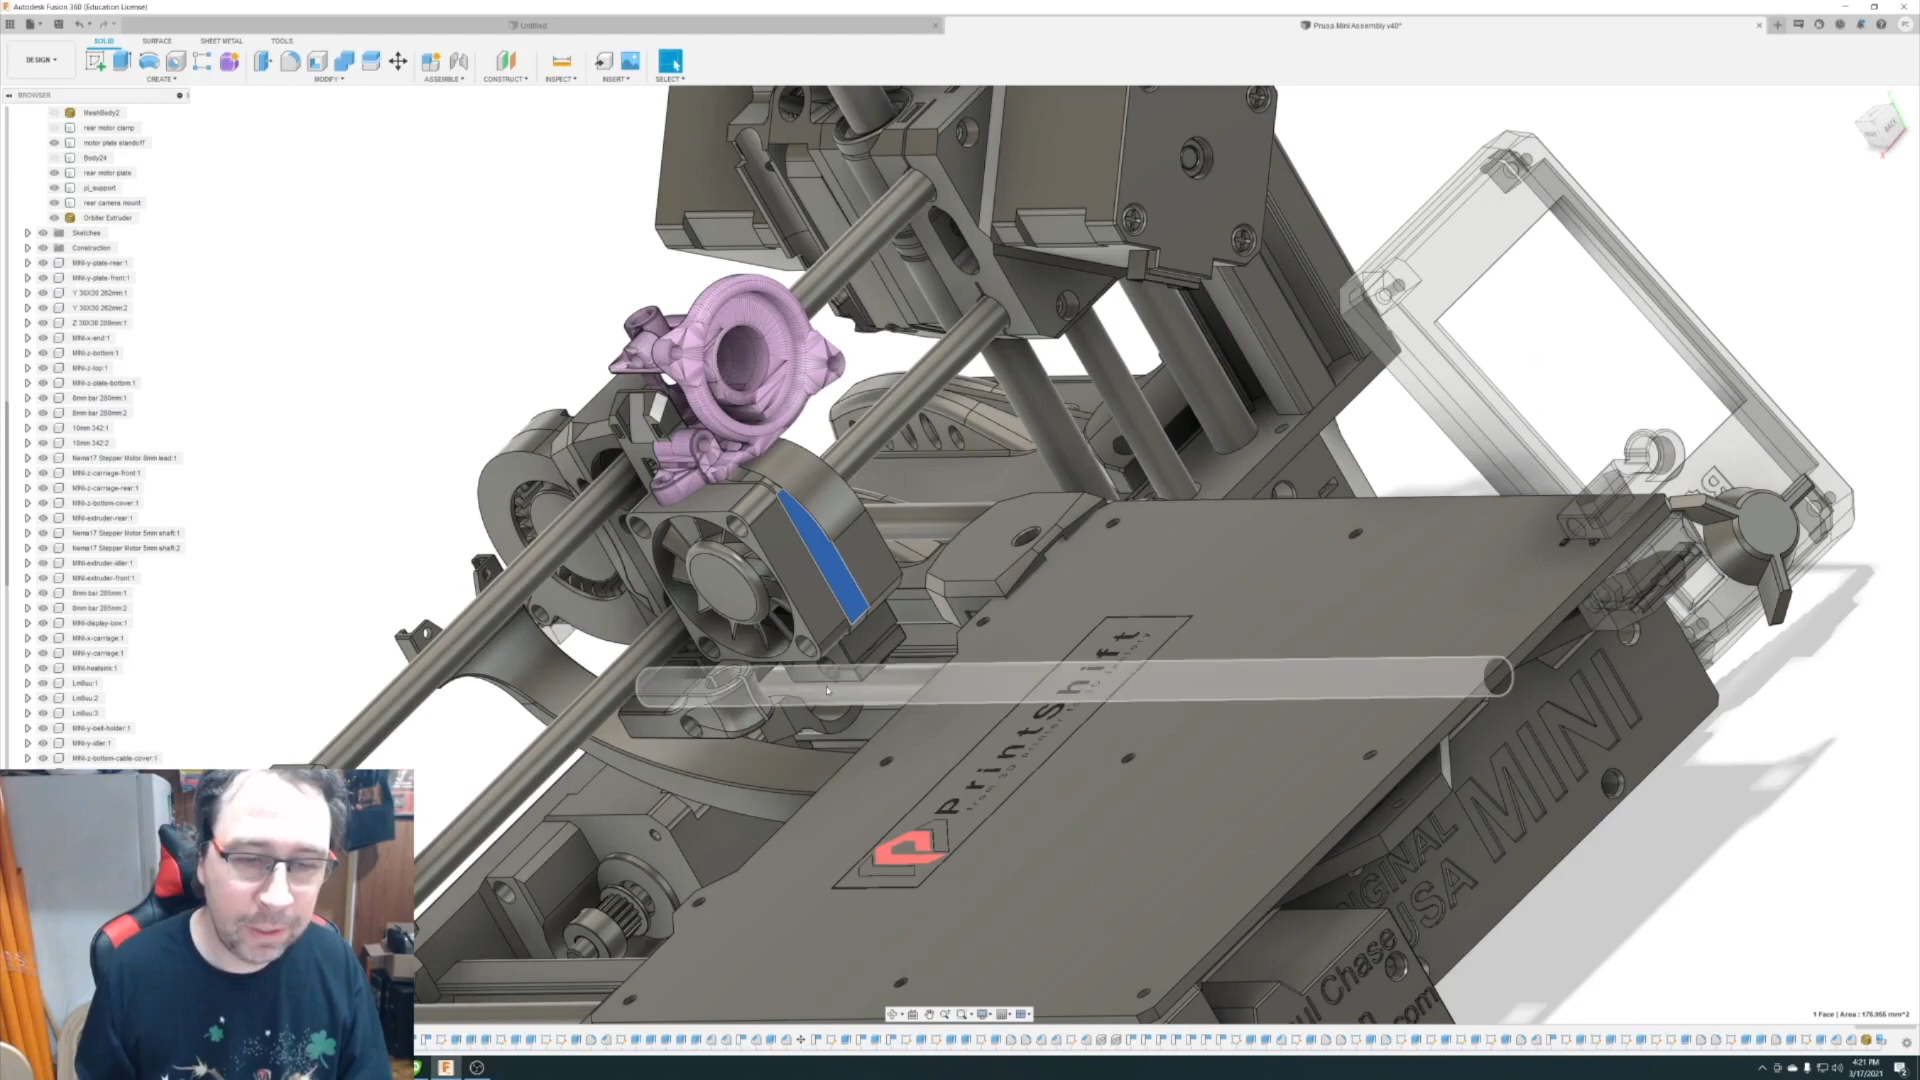 Autodesk Fusion 360 (Education License)
Untitled
Prusa Mini Assembly v40*
SOLID
SURFACE
SHEET METAL
TOOLS
DESIGN
CREATE
MODIFY
ASSEMBLE
CONSTRUCT
INSPECT
INSERT
SELECT
BROWSER
MeshBody2
rear motor clamp
motor plate standoff
Body24
rear motor plate
pi_support
rear camera mount
Orbiter Extruder
Sketches
Construction
MINI-y-plate-rear:1
MINI-y-plate-front:1
Y 30X30 262mm:1
Y 30X30 262mm:2
Z 30X30 289mm:1
MINI-x-end:1
MINI-z-bottom:1
MINI-z-top:1
MINI-z-plate-bottom:1
8mm bar 280mm:1
8mm bar 280mm:2
10mm 342:1
10mm 342:2
Nema17 Stepper Motor 8mm lead:1
MINI-z-carriage-front:1
MINI-z-carriage-rear:1
MINI-z-bottom-cover:1
MINI-extruder-rear:1
Nema17 Stepper Motor 5mm shaft:1
Nema17 Stepper Motor 5mm shaft:2
MINI-extruder-idler:1
MINI-extruder-front:1
8mm bar 285mm:1
8mm bar 285mm:2
MINI-display-box:1
MINI-x-carriage:1
MINI-y-carriage:1
MINI-heatsink:1
Lm8uu:1
Lm8uu:2
Lm8uu:3
MINI-y-belt-holder:1
MINI-y-idler:1
MINI-z-bottom-cable-cover:1
BACK
PrintShift
from 3D printer to
MINI
ORIGINAL
USA
ul Chase
.com
1 Face | Area : 176.955 mm^2
4:21 PM
3/17/2021